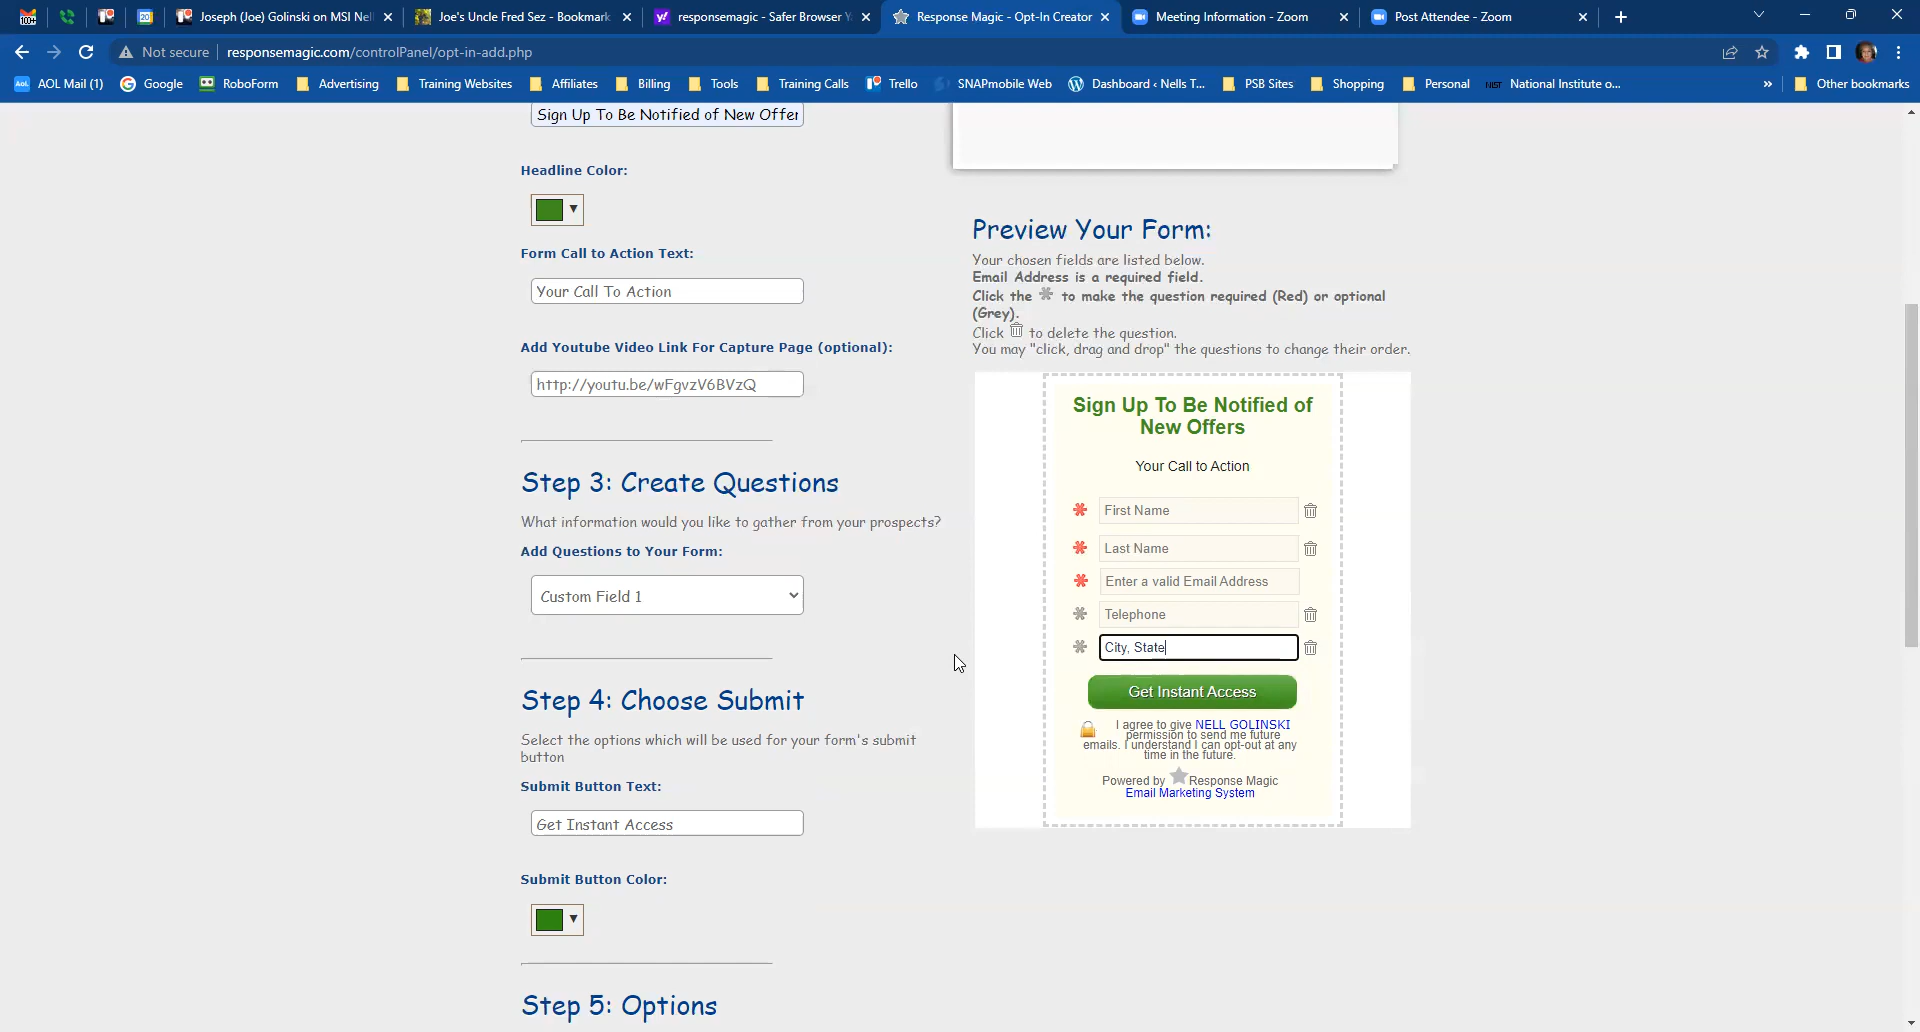 Joseph (Joe) Golinski on MSI Nell
Joe's Uncle Fred Sez - Bookmark
responsemagic - Safer Browser Y
Response Magic - Opt-In Creator
Meeting Information - Zoom
Post Attendee - Zoom
Not secure
responsemagic.com/controlPanel/opt-in-add.php
AOL Mail (1)
Google
RoboForm
Advertising
Training Websites
Affiliates
Billing
Tools
Training Calls
Trello
SNAPmobile Web
Dashboard ‹ Nells T...
PSB Sites
Shopping
Personal
NIST
National Institute o...
»
Other bookmarks
Sign Up To Be Notified of New Offer
Headline Color:
Form Call to Action Text:
Your Call To Action
Add Youtube Video Link For Capture Page (optional):
http://youtu.be/wFgvzV6BVzQ
Step 3: Create Questions
What information would you like to gather from your prospects?
Add Questions to Your Form:
Custom Field 1
Step 4: Choose Submit
Select the options which will be used for your form's submit
button
Submit Button Text:
Get Instant Access
Submit Button Color:
Step 5: Options
Preview Your Form:
Your chosen fields are listed below.
Email Address is a required field.
Click the * to make the question required (Red) or optional
(Grey).
Click to delete the question.
You may "click, drag and drop" the questions to change their order.
Sign Up To Be Notified of
New Offers
Your Call to Action
* First Name
* Last Name
* Enter a valid Email Address
* Telephone
* City, State
Get Instant Access
I agree to give NELL GOLINSKI
permission to send me future
emails. I understand I can opt-out at any
time in the future.
Powered by Response Magic
Email Marketing System